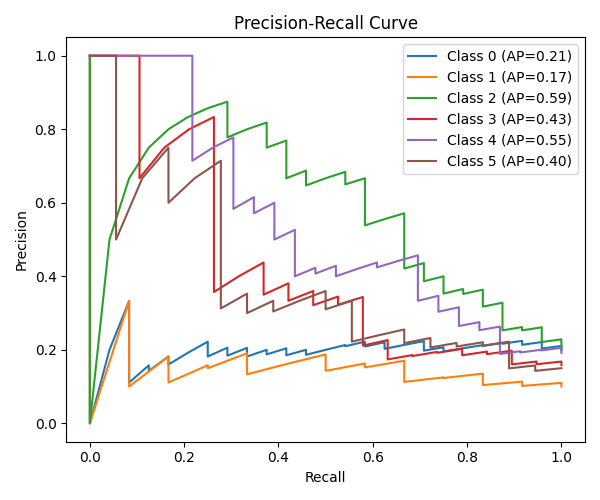 Precision-Recall Curve
Precision
1.0
0.8
0.6
0.4
0.2
0.0
Class 0 (AP=0.21)
Class 1 (AP=0.17)
Class 2 (AP=0.59)
Class 3 (AP=0.43)
Class 4 (AP=0.55)
Class 5 (AP=0.40)
0.0 0.2 0.4 0.6 0.8 1.0
Recall